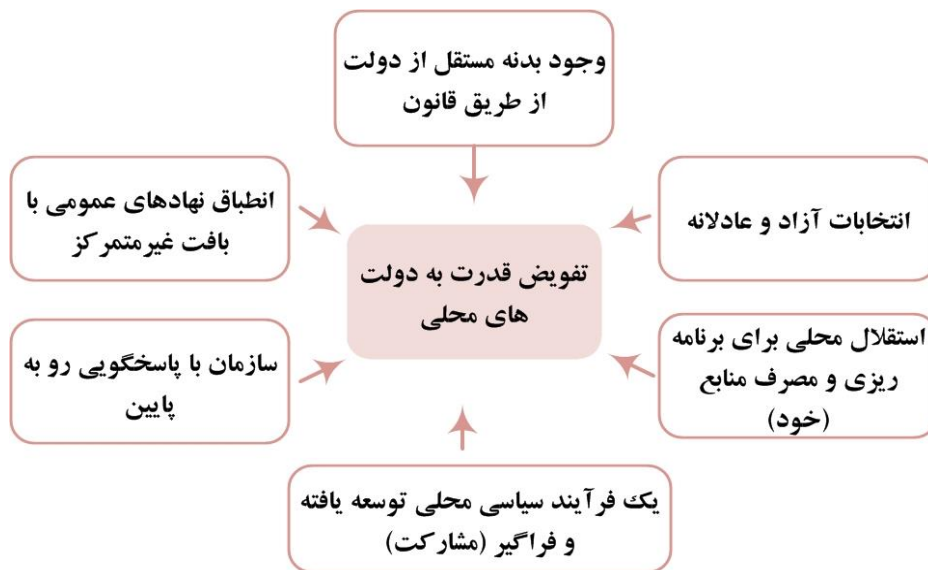 وجود بدنه مستقل از دولت
از طریق قانون
انتخابات آزاد و عادلانه
انطباق نهادهای عمومی با
بافت غیرمتمرکز
تفویض قدرت به دولت
های محلی
استقلال محلی برای برنامه
ریزی و مصرف منابع
(خود)
سازمان با پاسخگویی رو به
پایین
یک فرآیند سیاسی محلی توسعه یافته
و فراگیر (مشارکت)